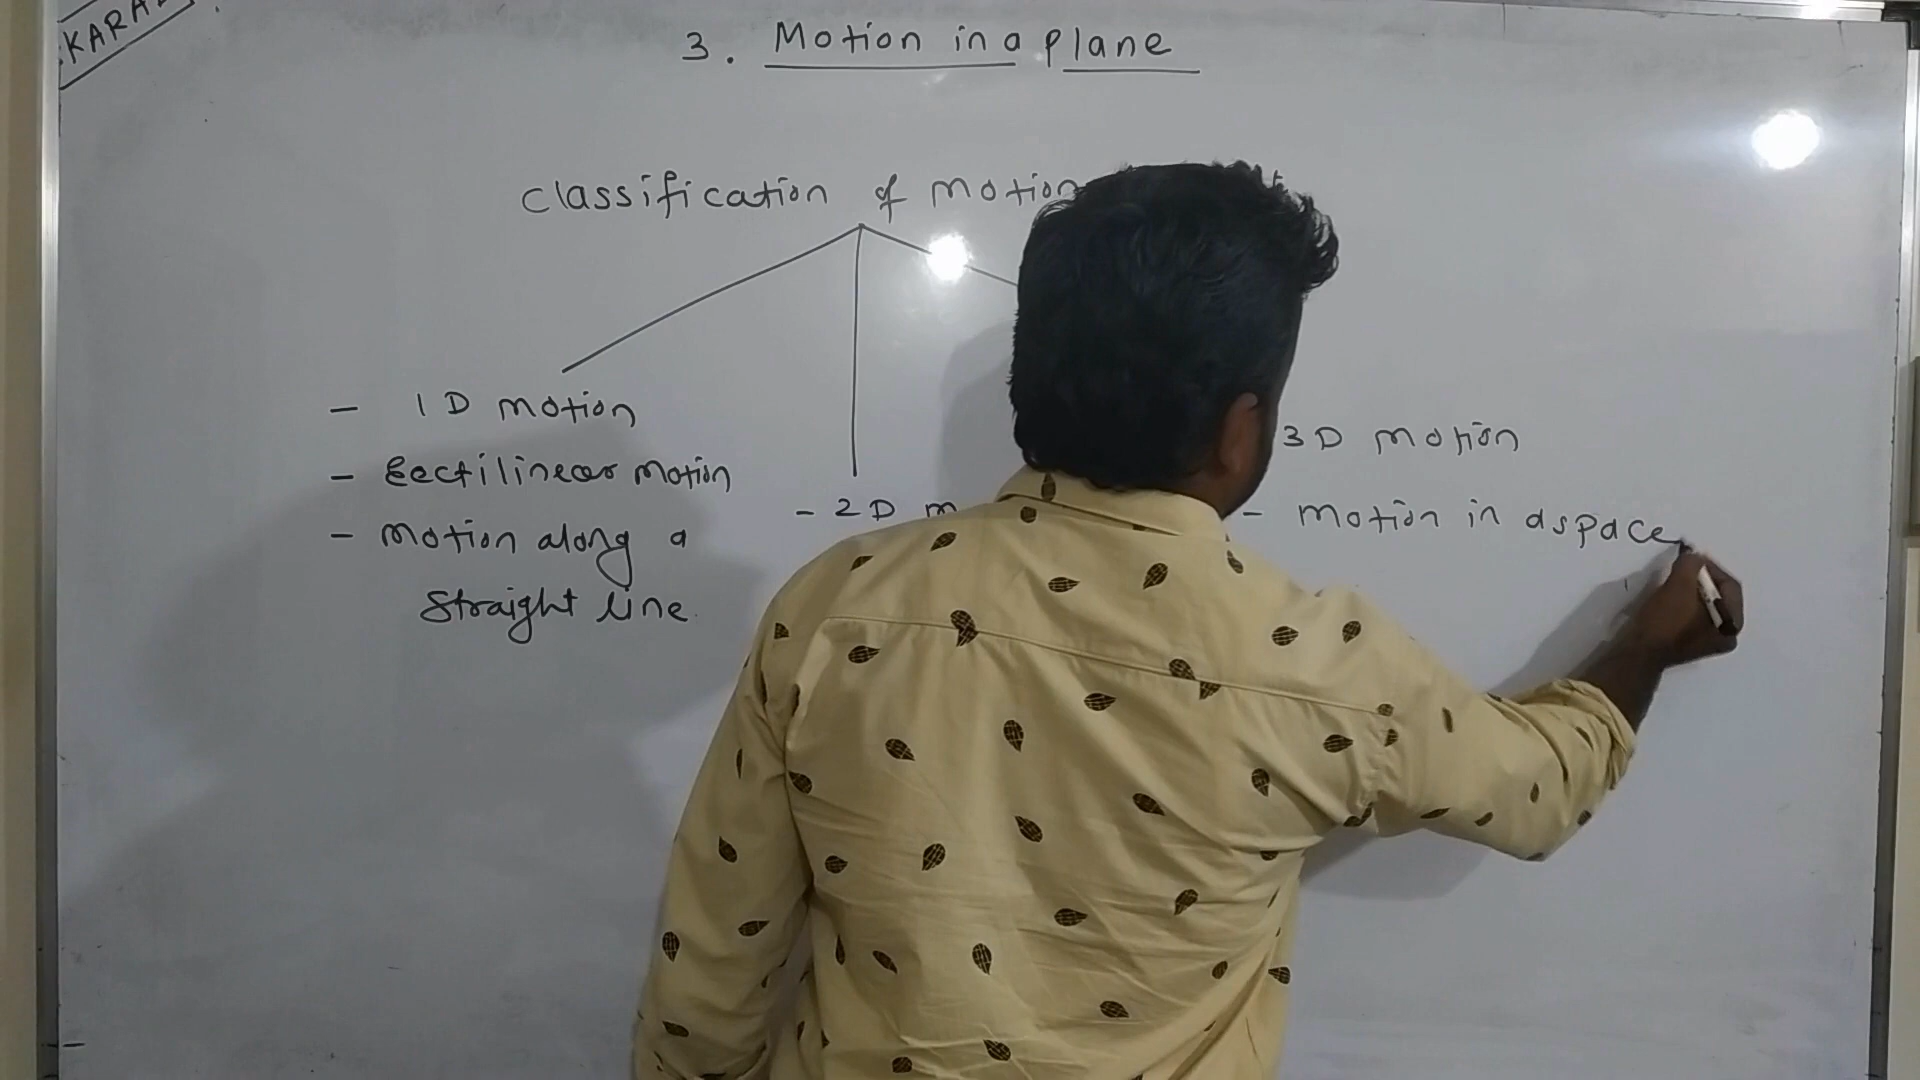 KARA
3. Motion in a plane
Classification of motion
- 1D motion
- Rectilinear motion
- motion along a
straight line
- 2D m
3D motion
- motion in a space